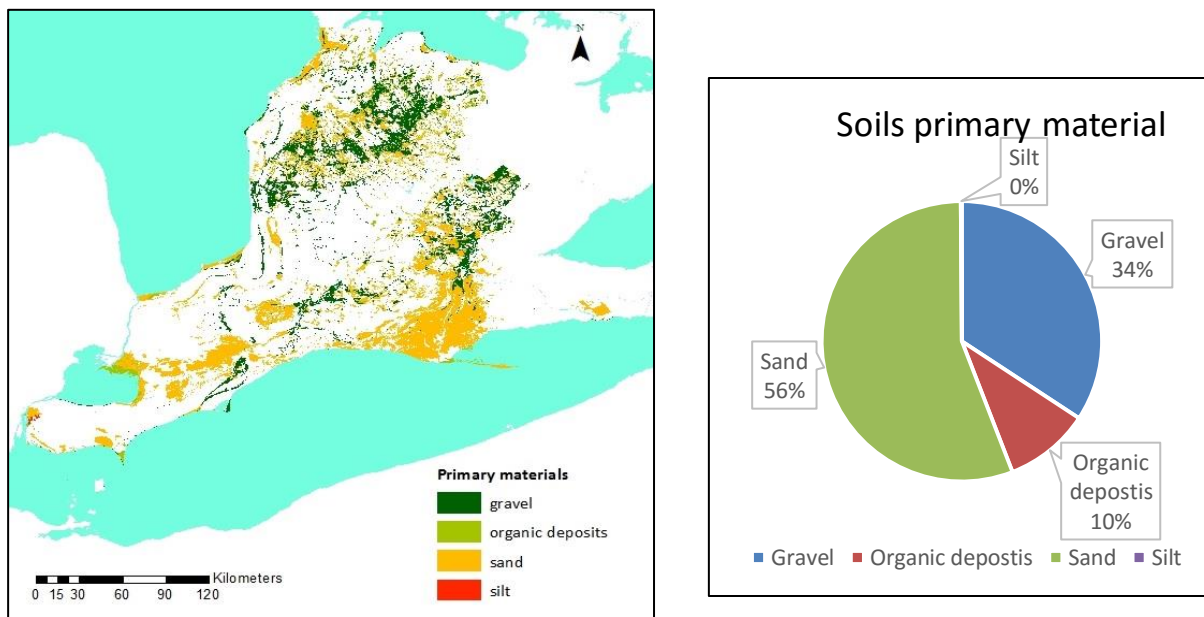 N
Primary materials
gravel
organic deposits
sand
silt
Kilometers
0 15 30 60 90 120
Soils primary material
Silt
0%
Gravel
34%
Sand
56%
Organic
depostis
10%
Gravel Organic depostis Sand Silt